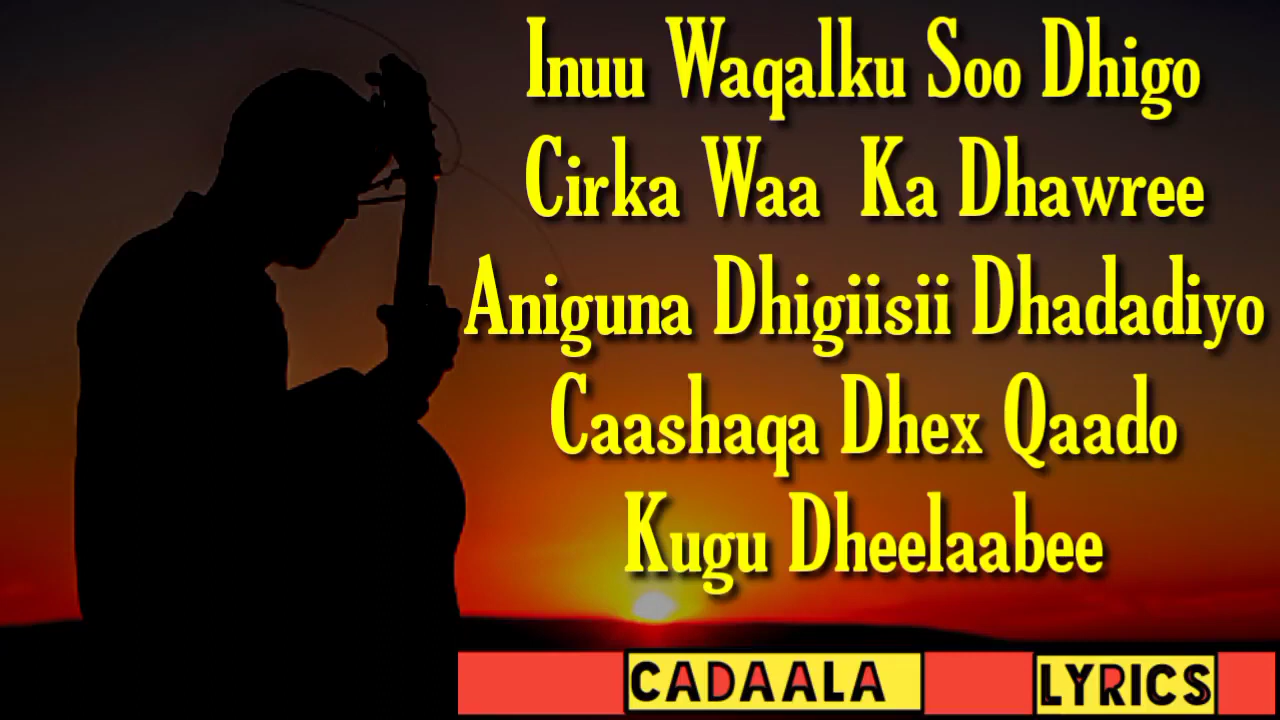 Inuu Waqalku Soo Dhigo
Cirka Waa Ka Dhawree
Aniguna Dhigiisii Dhadadiyo
Caashaqa Dhex Qaado
Kugu Dheelaabee
CADAALA LYRICS